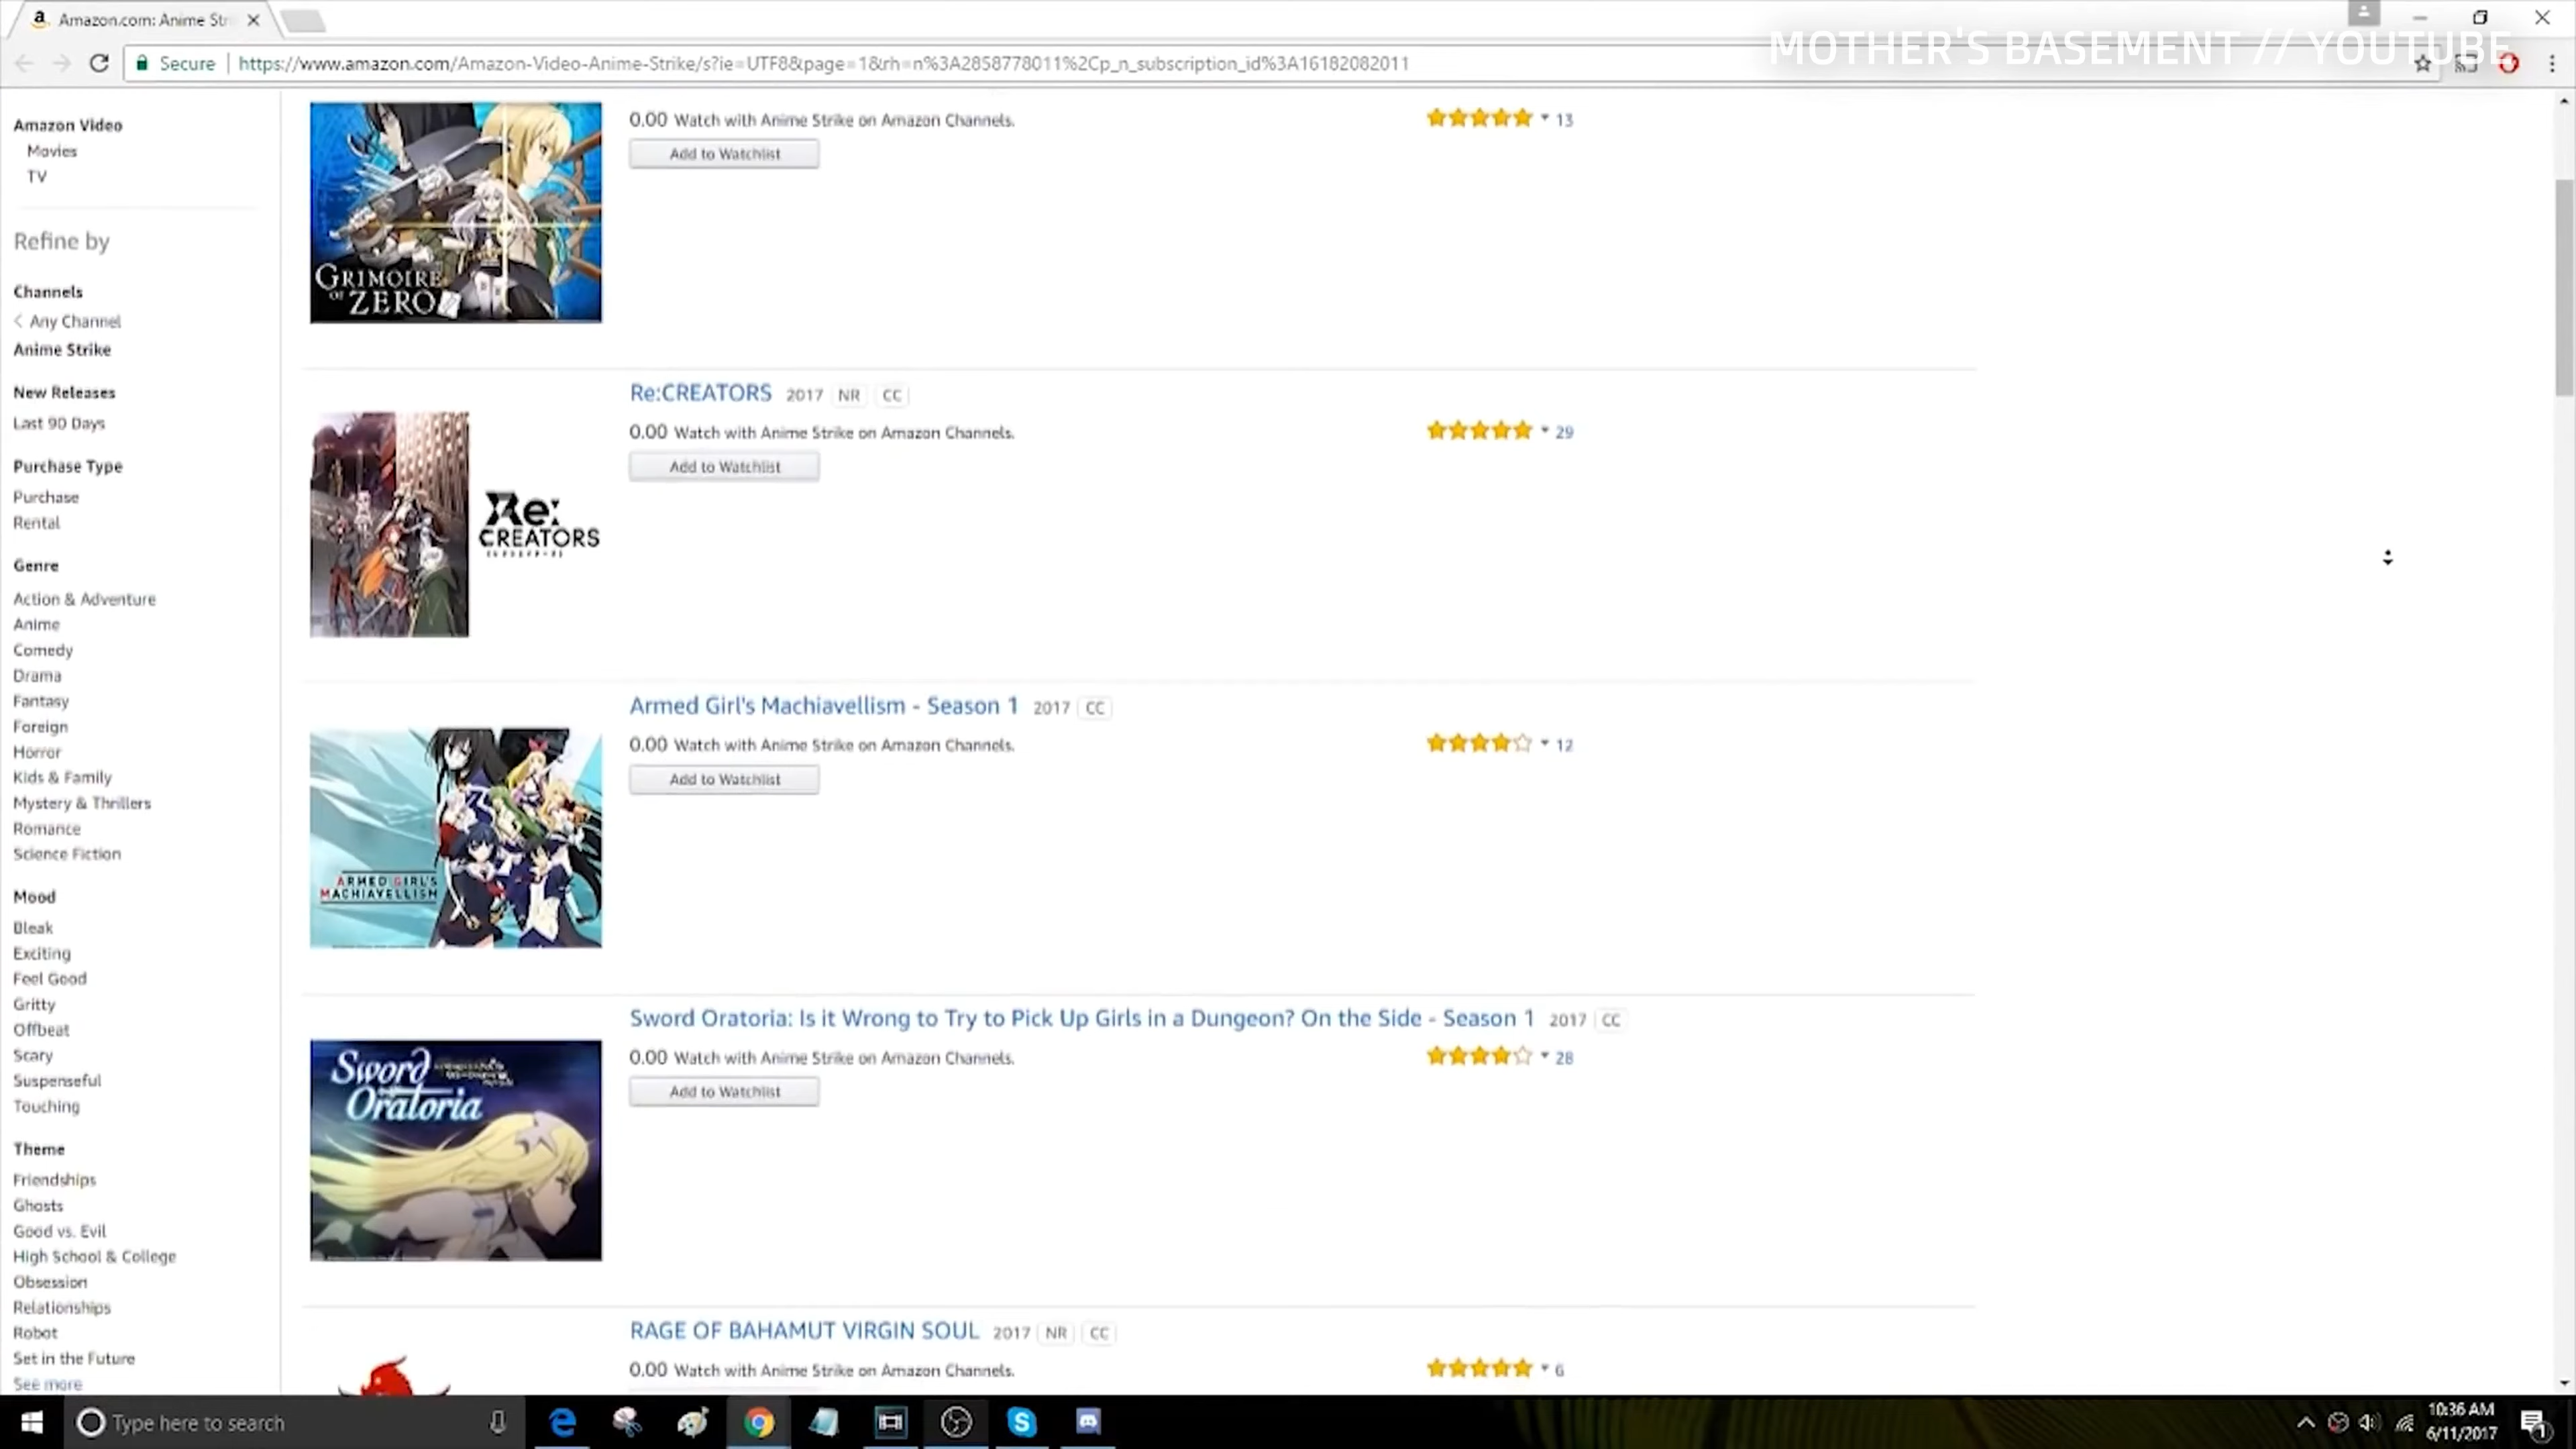 Amazon.com: Anime Str
MOTHER'S BASEMENT // YOUTUBE
Secure
https://www.amazon.com/Amazon-Video-Anime-Strike/s?ie=UTF8&page=1&rh=n%3A2858778011%2Cp_n_subscription_id%3A16182082011
Amazon Video
Movies
TV
Refine by
Channels
< Any Channel
Anime Strike
New Releases
Last 90 Days
Purchase Type
Purchase
Rental
Genre
Action & Adventure
Anime
Comedy
Drama
Fantasy
Foreign
Horror
Kids & Family
Mystery & Thrillers
Romance
Science Fiction
Mood
Bleak
Exciting
Feel Good
Gritty
Offbeat
Scary
Suspenseful
Touching
Theme
Friendships
Ghosts
Good vs. Evil
High School & College
Obsession
Relationships
Robot
Set in the Future
See more
0.00 Watch with Anime Strike on Amazon Channels.
13
Add to Watchlist
GRIMOIRE
OF ZERO
Re:CREATORS 2017 NR CC
0.00 Watch with Anime Strike on Amazon Channels.
29
Add to Watchlist
Re:
CREATORS
Armed Girl's Machiavellism - Season 1 2017 CC
0.00 Watch with Anime Strike on Amazon Channels.
12
Add to Watchlist
ARMED GIRL'S
MACHIAVELLISM
Sword Oratoria: Is it Wrong to Try to Pick Up Girls in a Dungeon? On the Side - Season 1 2017 CC
0.00 Watch with Anime Strike on Amazon Channels.
28
Add to Watchlist
Sword
Oratoria
RAGE OF BAHAMUT VIRGIN SOUL 2017 NR CC
0.00 Watch with Anime Strike on Amazon Channels.
6
Type here to search
10:36 AM
6/11/2017
1